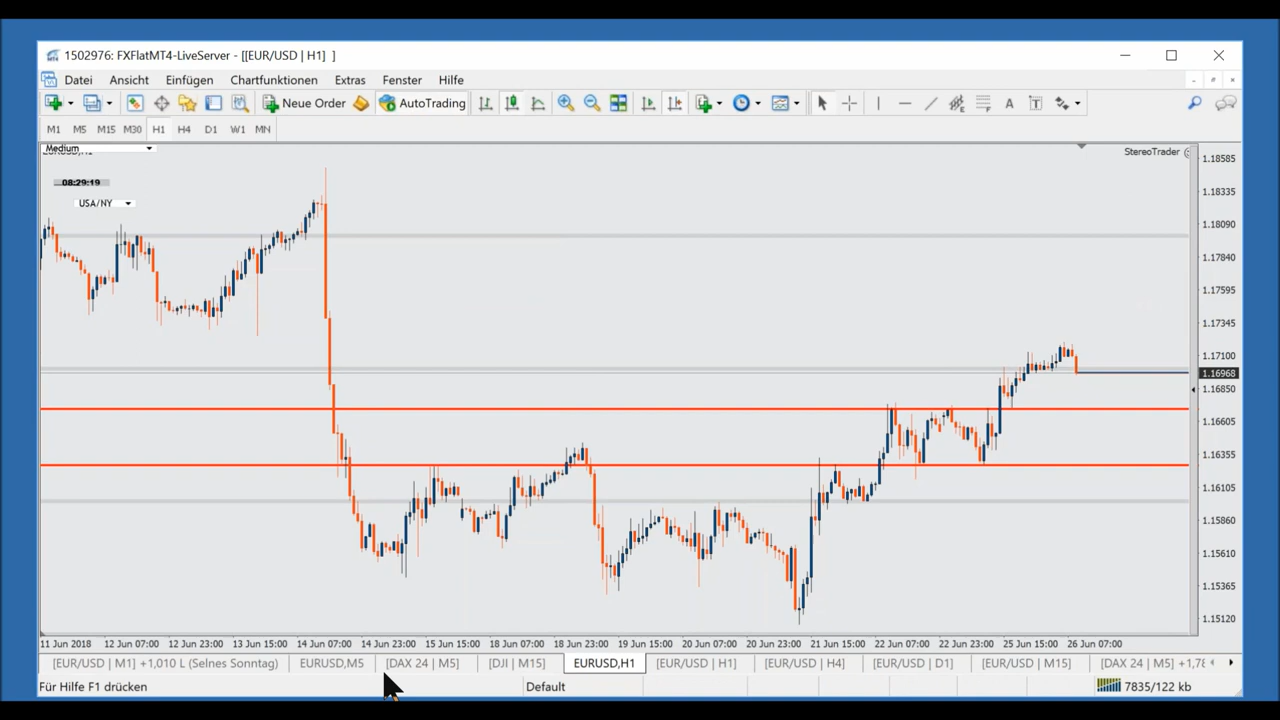 1502976: FXFlatMT4-LiveServer - [[EUR/USD | H1] ]
Datei Ansicht Einfügen Chartfunktionen Extras Fenster Hilfe
Neue Order AutoTrading A T
M1 M5 M15 M30 H1 H4 D1 W1 MN
Medium
StereoTrader
08:29:19
USA/NY
1.18585
1.18335
1.18090
1.17840
1.17595
1.17345
1.17100
1.16968
1.16850
1.16605
1.16355
1.16105
1.15860
1.15610
1.15365
1.15120
11 Jun 2018 12 Jun 07:00 12 Jun 23:00 13 Jun 15:00 14 Jun 07:00 14 Jun 23:00 15 Jun 15:00 18 Jun 07:00 18 Jun 23:00 19 Jun 15:00 20 Jun 07:00 20 Jun 23:00 21 Jun 15:00 22 Jun 07:00 22 Jun 23:00 25 Jun 15:00 26 Jun 07:00
[EUR/USD | M1] +1,010 L (Selnes Sonntag) EURUSD,M5 [DAX 24 | M5] [DJI | M15] EURUSD,H1 [EUR/USD | H1] [EUR/USD | H4] [EUR/USD | D1] [EUR/USD | M15] [DAX 24 | M5] +1,78
Für Hilfe F1 drücken Default 7835/122 kb